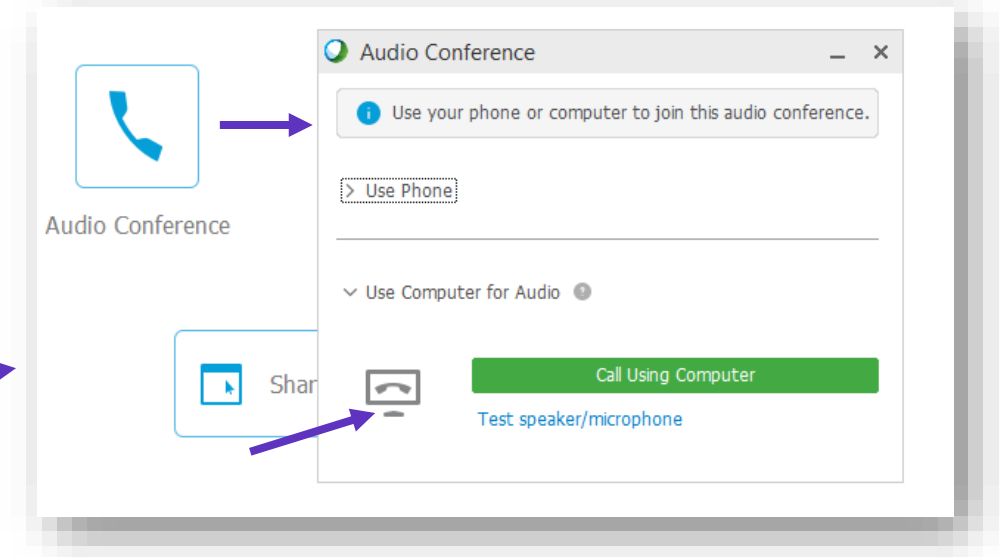 Audio Conference
Use your phone or computer to join this audio conference.
Use Phone
Audio Conference
Use Computer for Audio
Shar
Call Using Computer
Test speaker/microphone